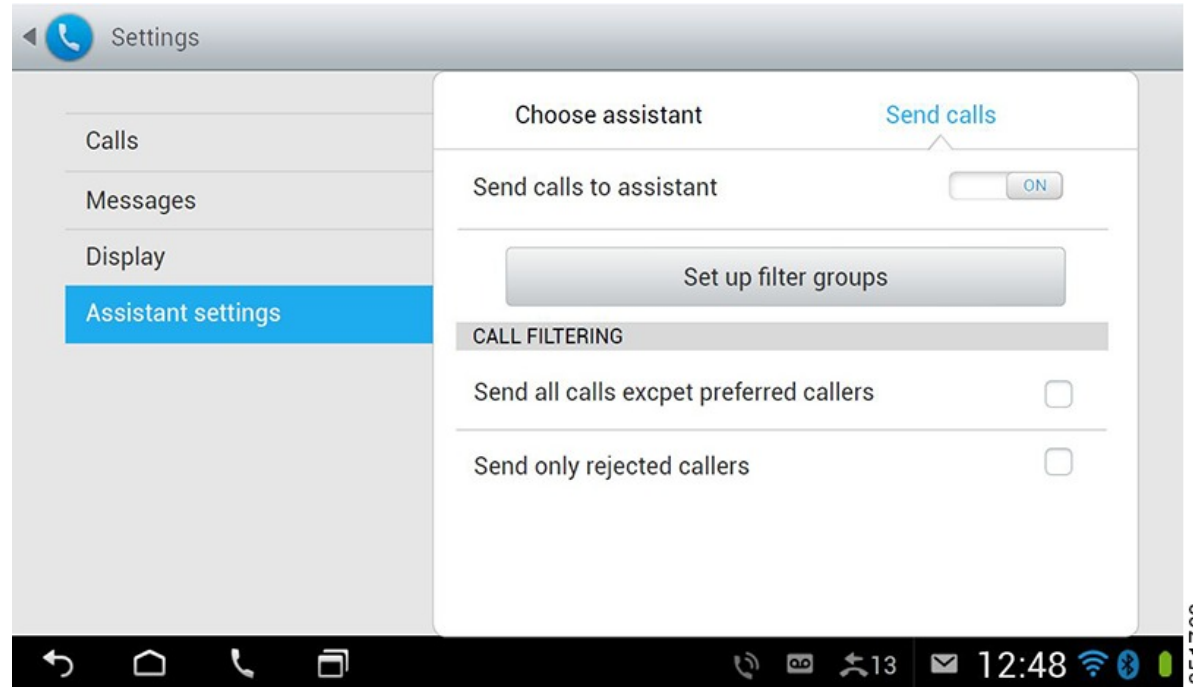 Settings
Calls
Messages
Display
Assistant settings
Choose assistant Send calls
Send calls to assistant ON
Set up filter groups
CALL FILTERING
Send all calls excpet preferred callers
Send only rejected callers
13 12:48